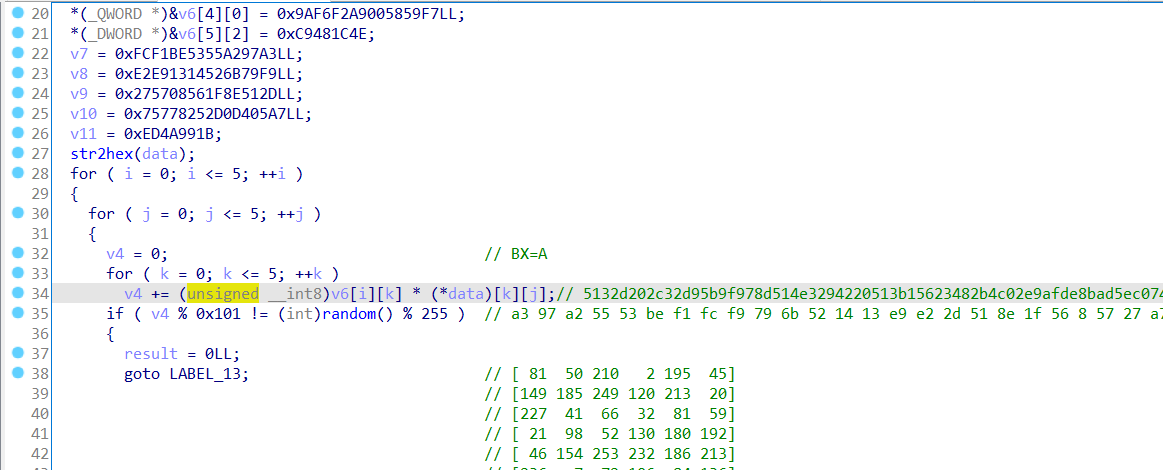 20 *(_QWORD *)&v6[4][0] = 0x9AF6F2A9005859F7LL;
21 *(_DWORD *)&v6[5][2] = 0xC9481C4E;
22 v7 = 0xFCF1BE5355A297A3LL;
23 v8 = 0xE2E91314526B79F9LL;
24 v9 = 0x275708561F8E512DLL;
25 v10 = 0x75778252D0D405A7LL;
26 v11 = 0xED4A991B;
27 str2hex(data);
28 for ( i = 0; i <= 5; ++i )
29 {
30 for ( j = 0; j <= 5; ++j )
31 {
32 v4 = 0; // BX=A
33 for ( k = 0; k <= 5; ++k )
34 v4 += (unsigned __int8)v6[i][k] * (*data)[k][j];// 5132d202c32d95b9f978d514e3294220513b15623482b4c02e9afde8bad5ec074
35 if ( v4 % 0x101 != (int)random() % 255 ) // a3 97 a2 55 53 be f1 fc f9 79 6b 52 14 13 e9 e2 2d 51 8e 1f 56 8 57 27 a7
36 {
37 result = 0LL;
38 goto LABEL_13; // [ 81 50 210 2 195 45]
39 // [149 185 249 120 213 20]
40 // [227 41 66 32 81 59]
41 // [ 21 98 52 130 180 192]
42 // [ 46 154 253 232 186 213]